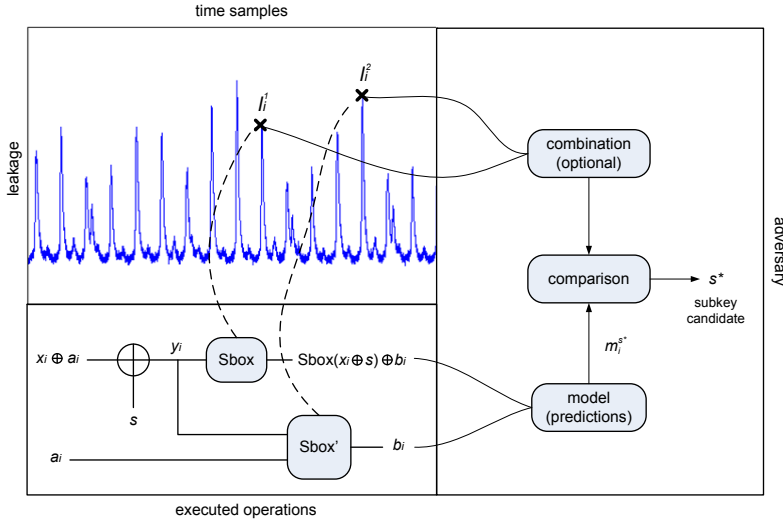 time samples
leakage
l_i^1
l_i^2
combination
(optional)
adversary
comparison
s*
subkey
candidate
m_i^{s*}
x_i ⊕ a_i
y_i
Sbox
Sbox(x_i ⊕ s) ⊕ b_i
s
a_i
Sbox’
b_i
model
(predictions)
executed operations